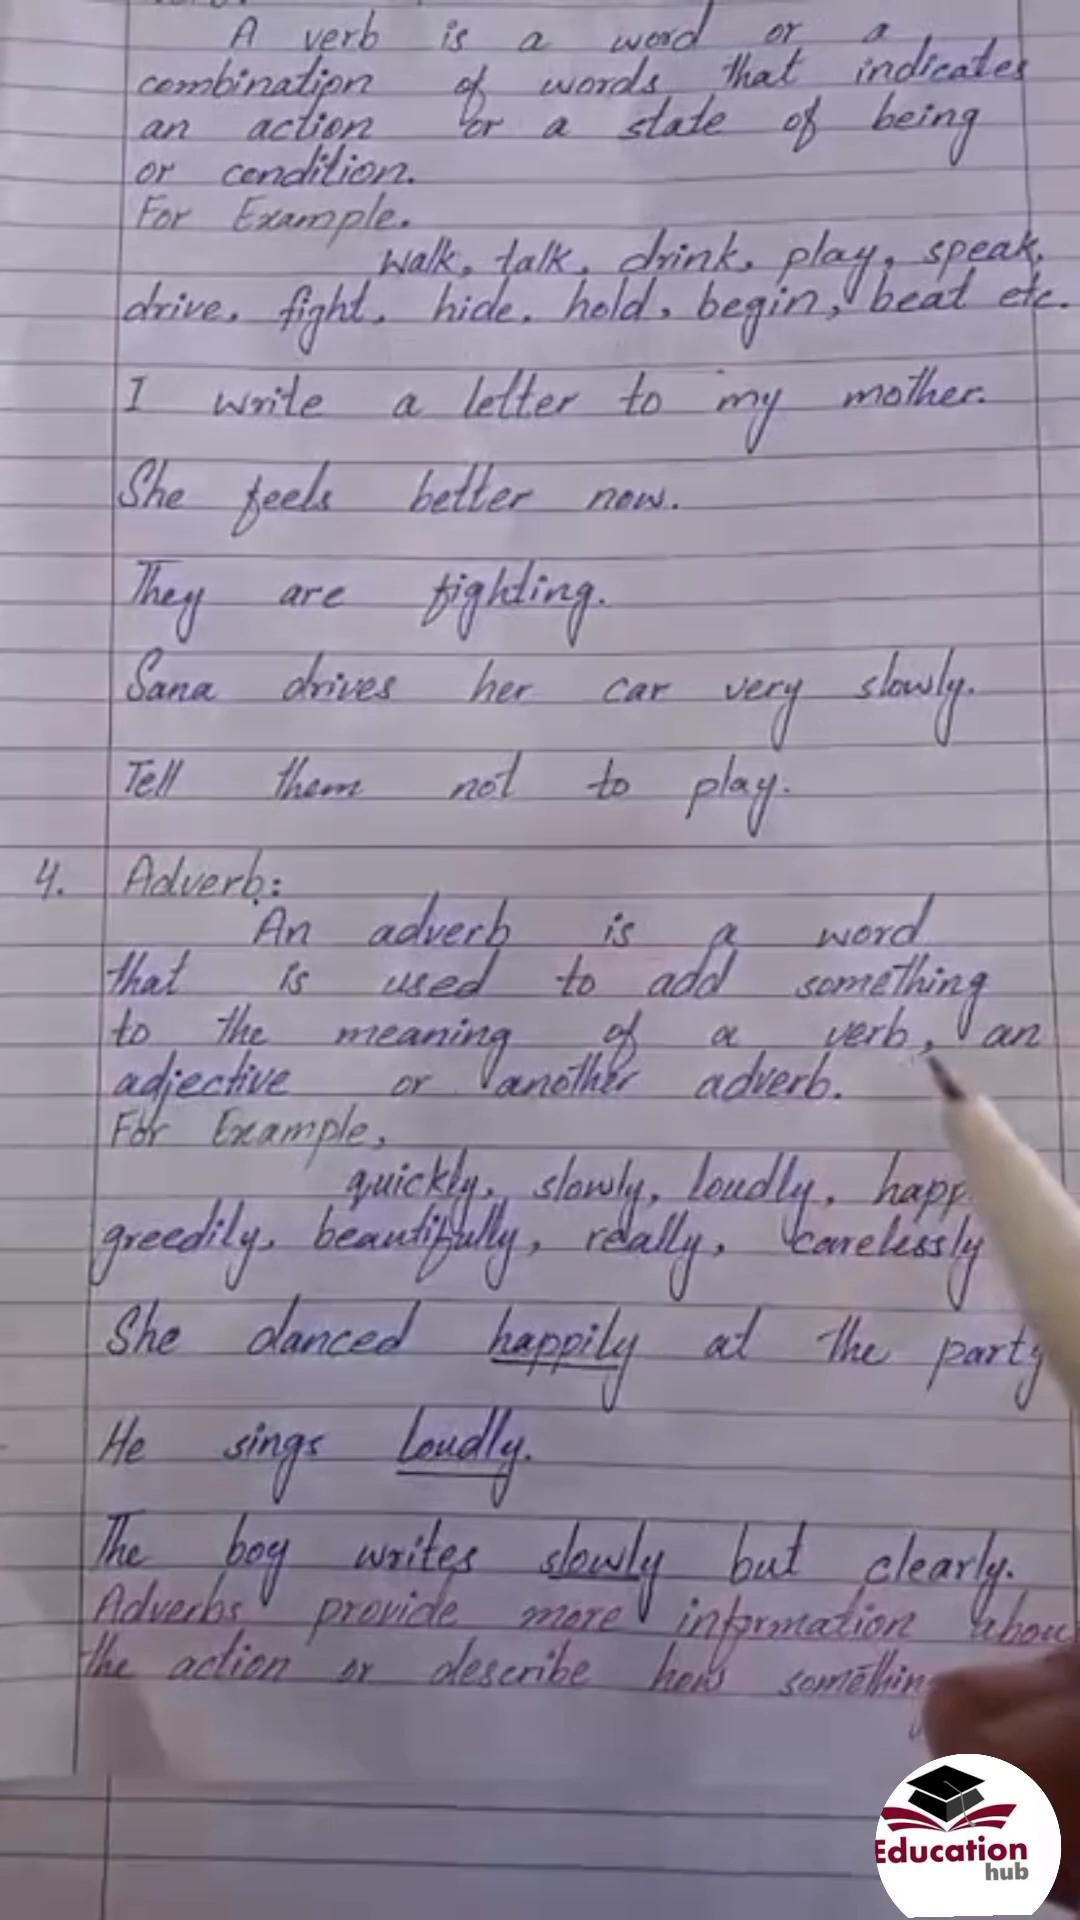 A verb is a word or a
combination of words that indicates
an action or a state of being
or condition.
For Example.
walk, talk, drink, play, speak,
drive, fight, hide, hold, begin, beat etc.
I write a letter to my mother.
She feels better now.
They are fighting.
Sana drives her car very slowly.
Tell them not to play.
4. Adverb:
An adverb is a word
that is used to add something
to the meaning of a verb, an
adjective or another adverb.
For Example,
quickly, slowly, loudly, happ
greedily, beautifully, really, carelessly
She danced happily at the party
He sings loudly.
The boy writes slowly but clearly.
Adverbs provide more information abou
the action or describe how somethin
Education
hub